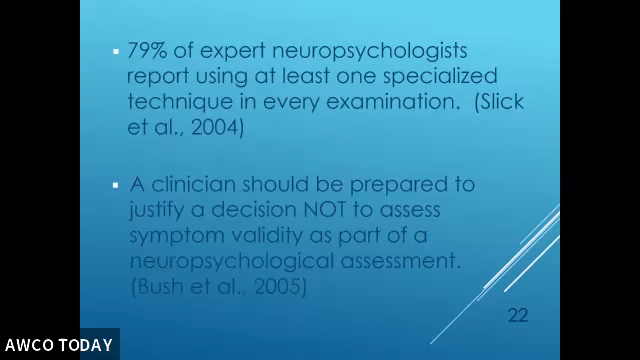 79% of expert neuropsychologists
report using at least one specialized
technique in every examination. (Slick
et al., 2004)
A clinician should be prepared to
justify a decision NOT to assess
symptom validity as part of a
neuropsychological assessment.
(Bush et al., 2005)
22
AWCO TODAY